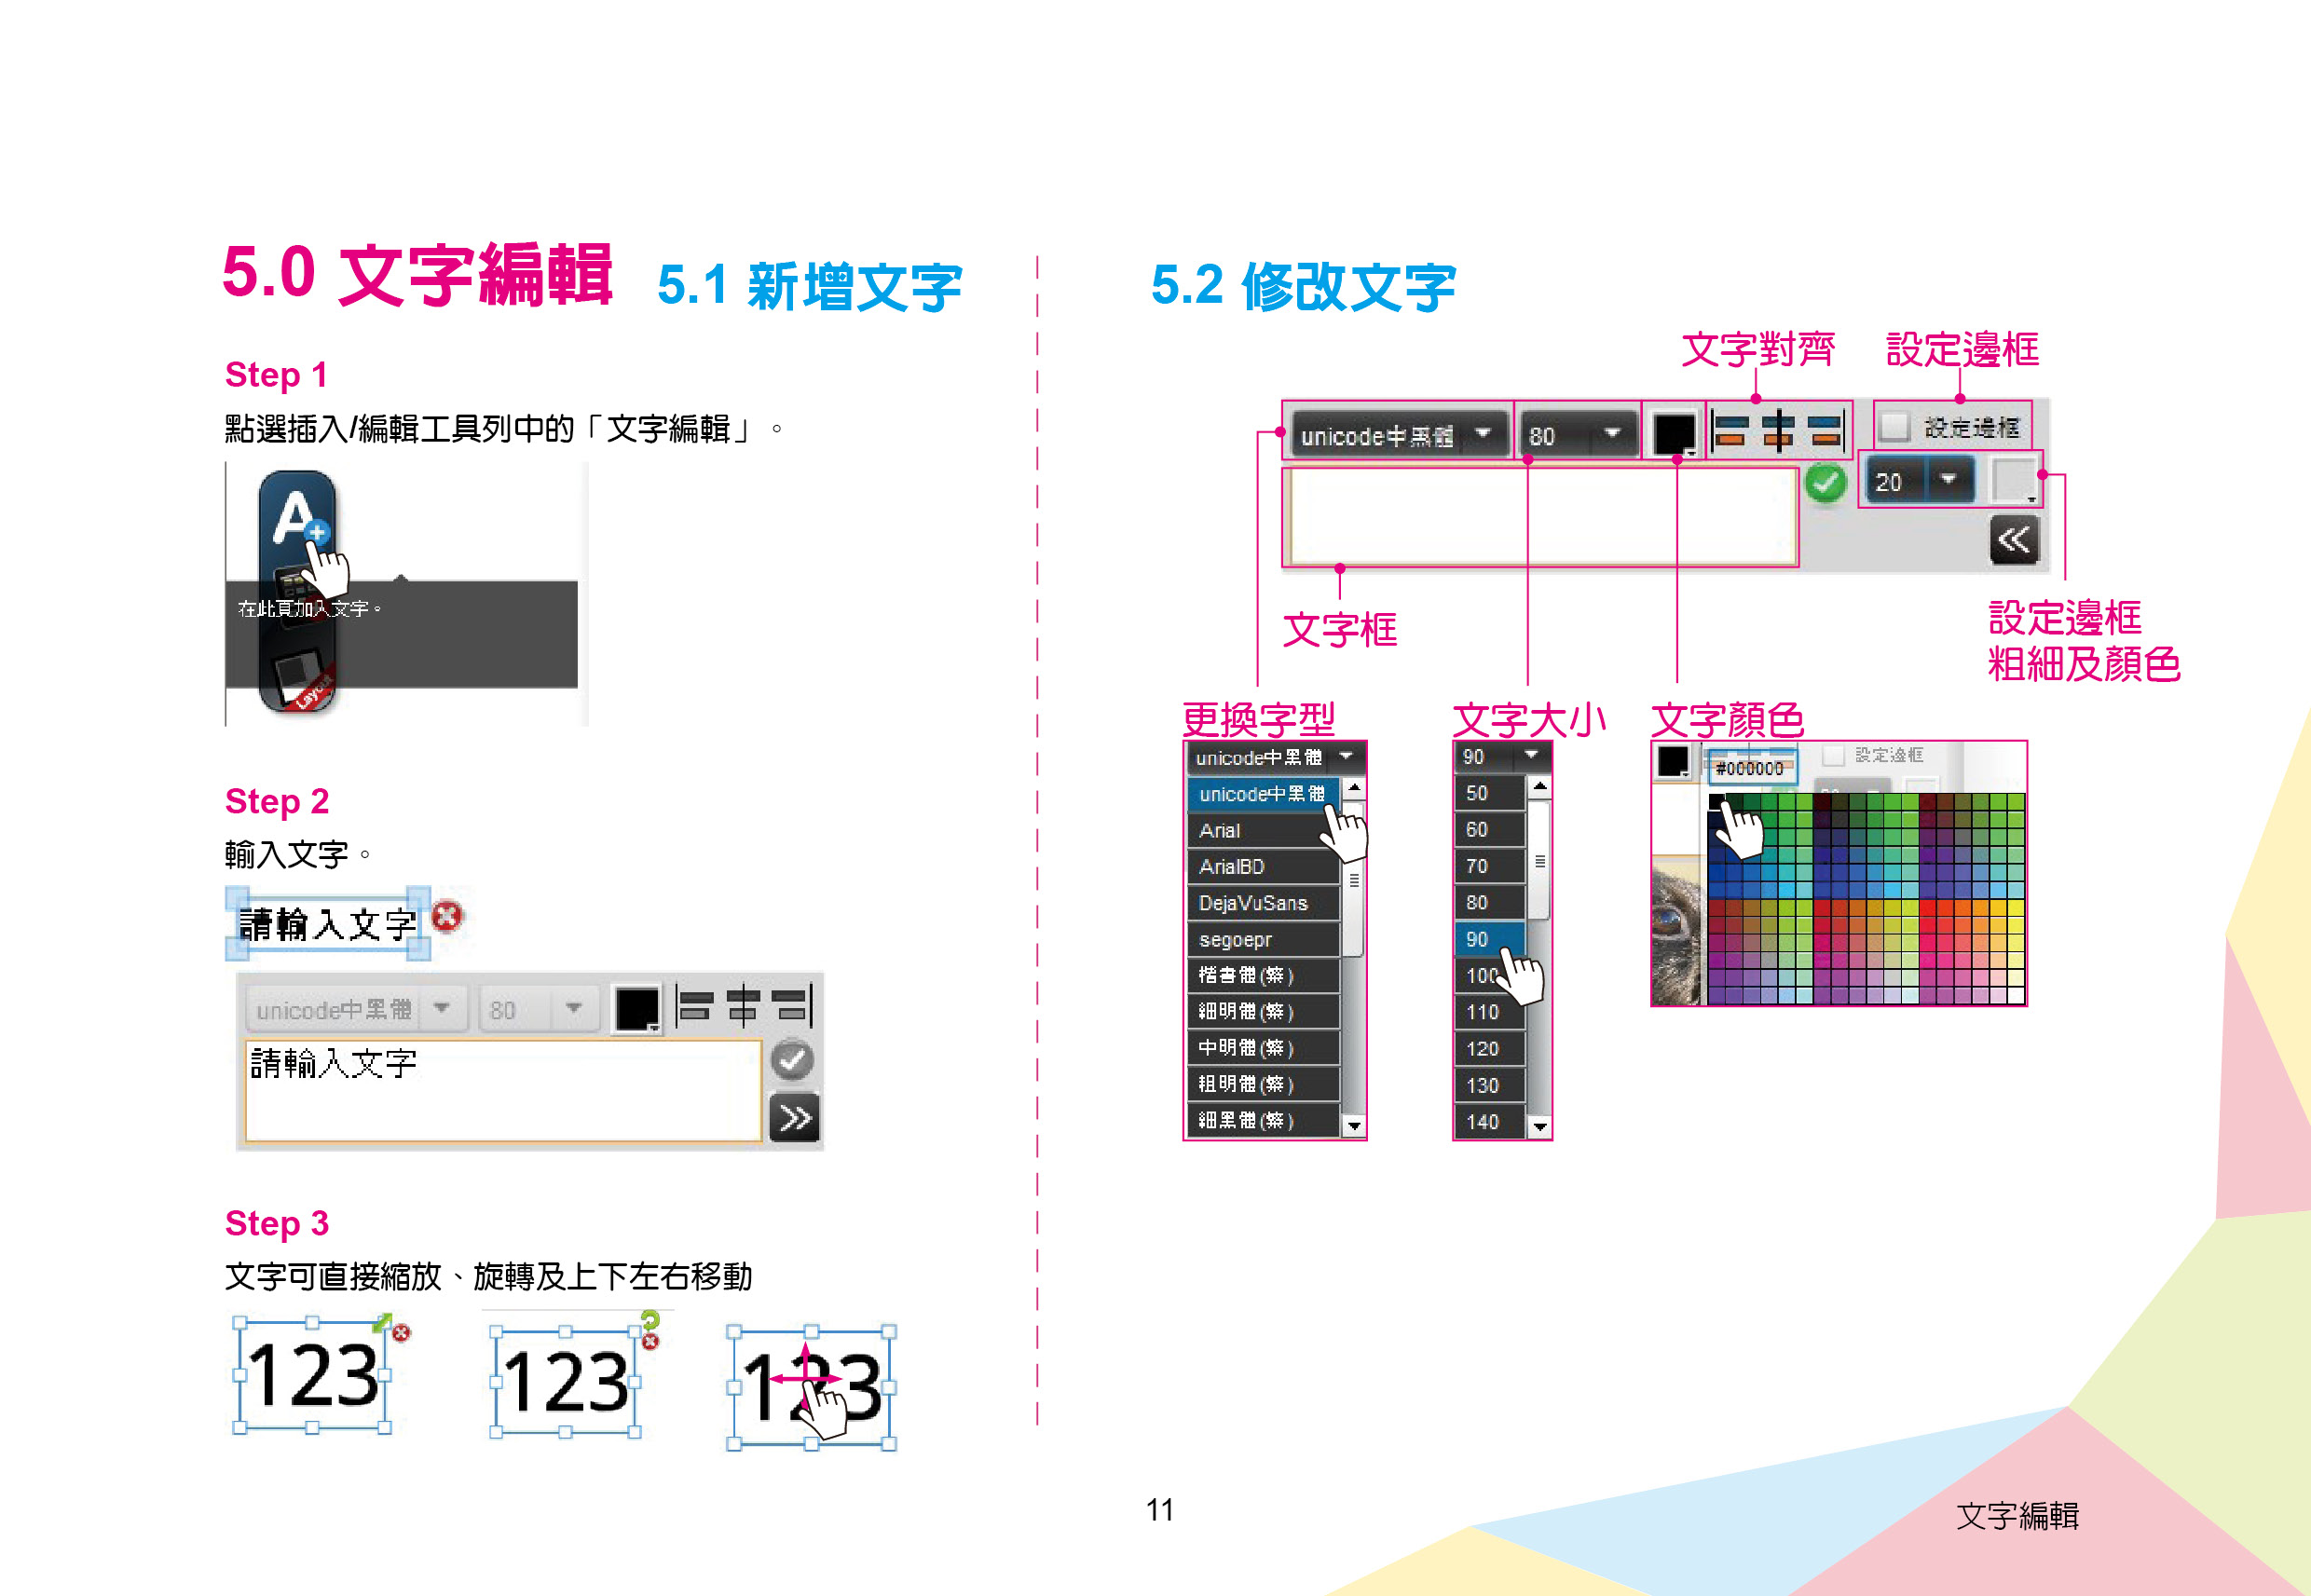 5.0 文字編輯 5.1 新增文字
Step 1
點選插入/編輯工具列中的「文字編輯」。
A
在此頁加入文字。
Layout
Step 2
輸入文字。
請輸入文字
unicode中黑體 80
請輸入文字
Step 3
文字可直接縮放、旋轉及上下左右移動
123 123 123
5.2 修改文字
文字對齊 設定邊框
unicode中黑體 80 設定邊框
20
文字框
設定邊框
粗細及顏色
更換字型
unicode中黑體
unicode中黑體
Arial
ArialBD
DejaVuSans
segoepr
楷書體(繁)
細明體(繁)
中明體(繁)
粗明體(繁)
細黑體(繁)
文字大小
90
50
60
70
80
90
100
110
120
130
140
文字顏色
設定邊框
#000000
11
文字編輯